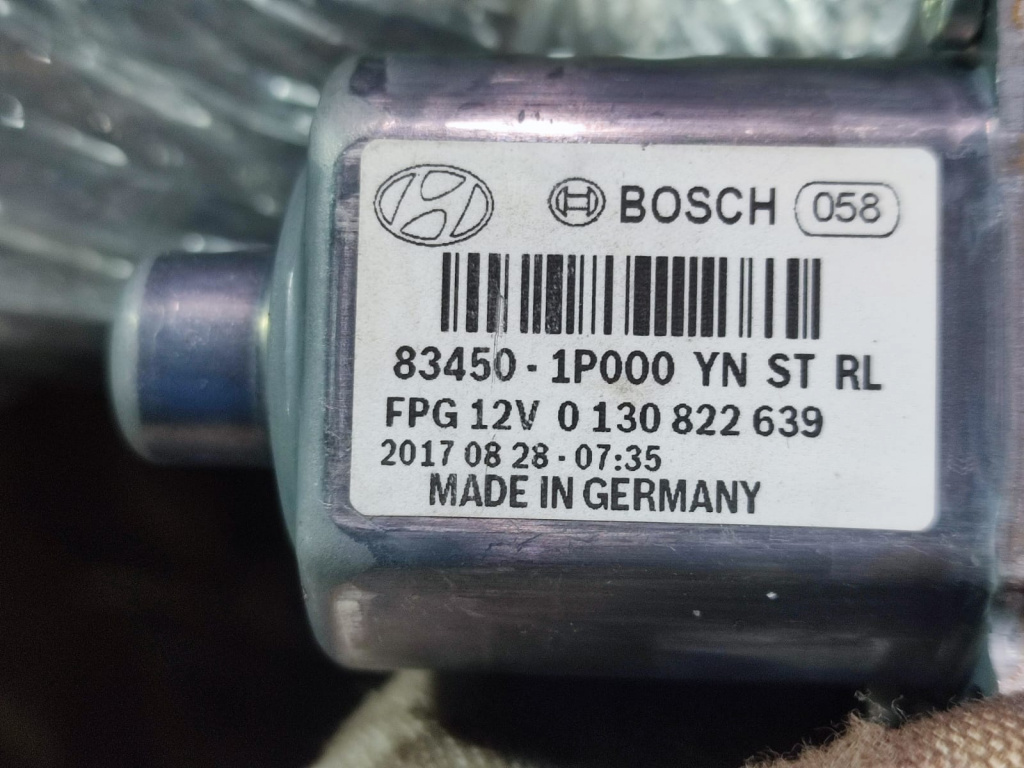 BOSCH 058
83450 - 1P000 YN ST RL
FPG 12V 0 130 822 639
2017 08 28 - 07:35
MADE IN GERMANY